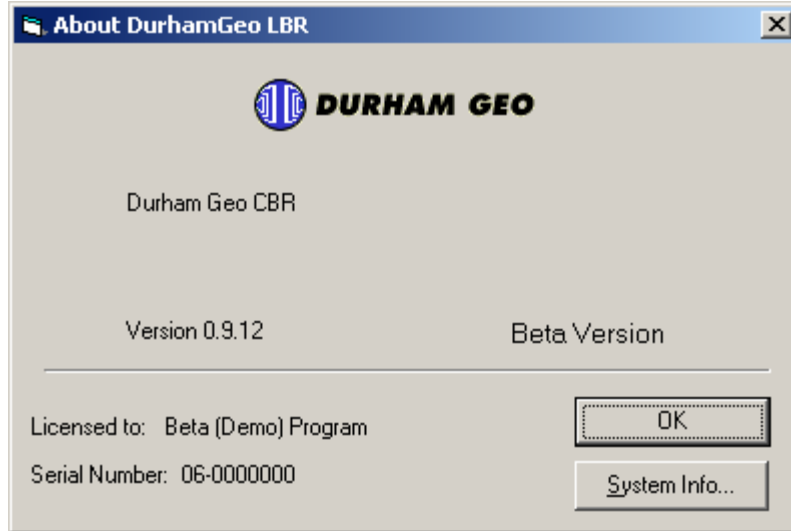 About DurhamGeo LBR
DURHAM GEO
Durham Geo CBR
Version 0.9.12 Beta Version
Licensed to: Beta (Demo) Program
OK
Serial Number: 06-0000000
System Info...